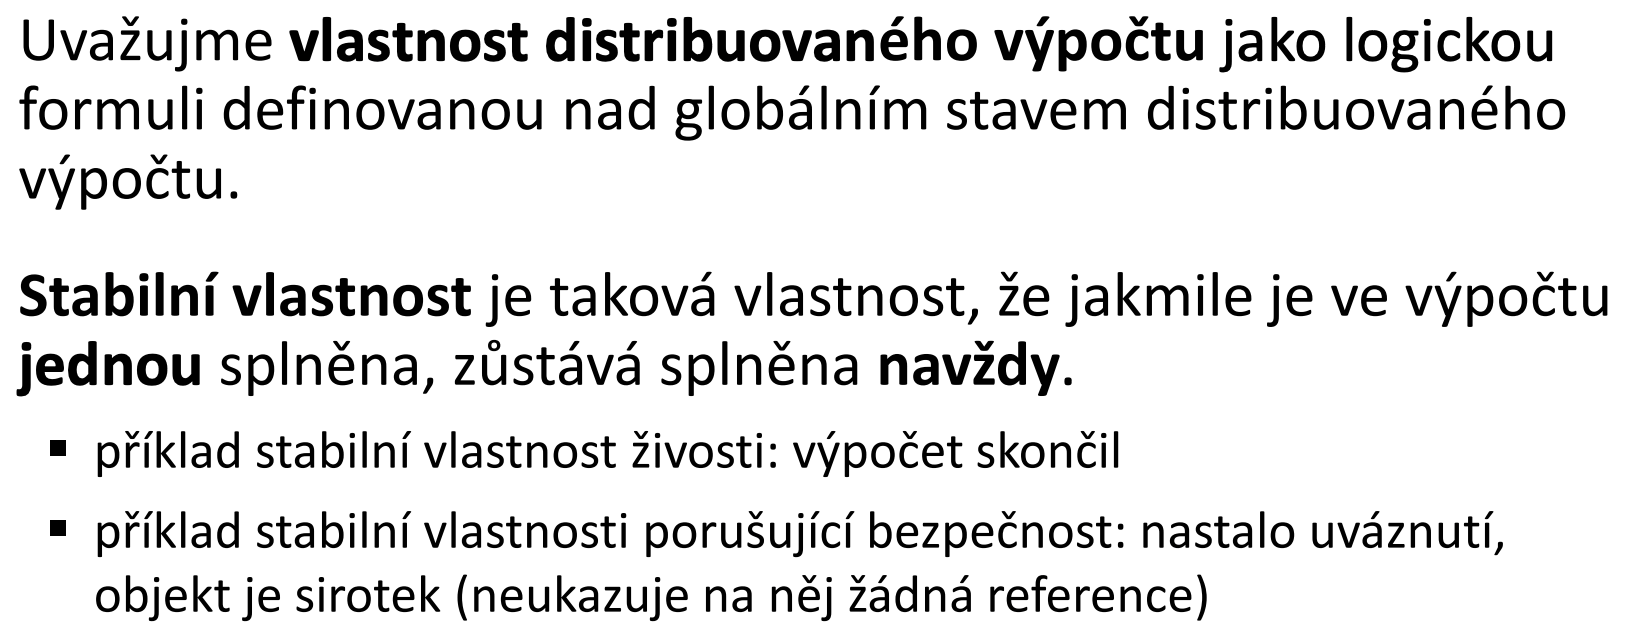 Uvažujme vlastnost distribuovaného výpočtu jako logickou
formuli definovanou nad globálním stavem distribuovaného
výpočtu.
Stabilní vlastnost je taková vlastnost, že jakmile je ve výpočtu
jednou splněna, zůstává splněna navždy.
▪ příklad stabilní vlastnost živosti: výpočet skončil
▪ příklad stabilní vlastnosti porušující bezpečnost: nastalo uváznutí,
objekt je sirotek (neukazuje na něj žádná reference)